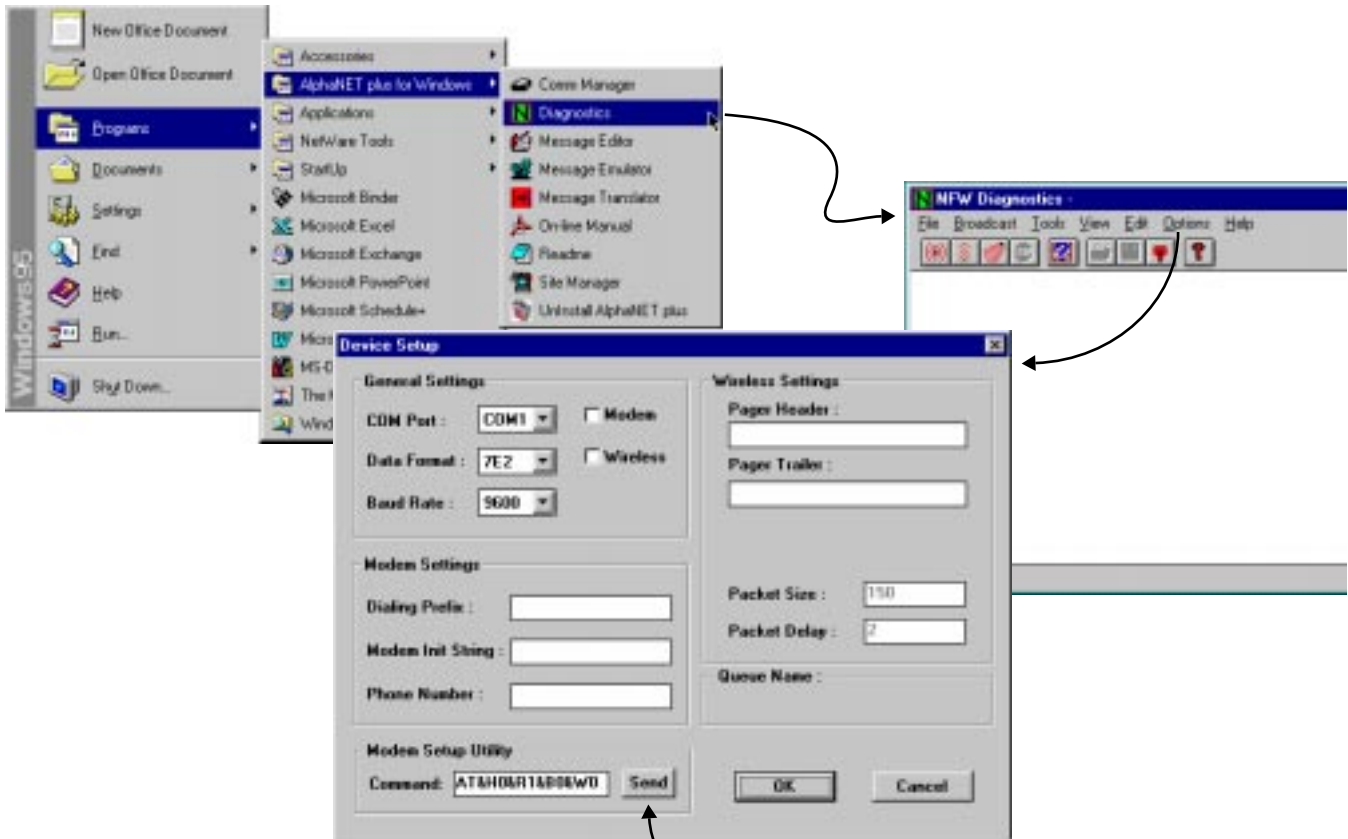 Windows95
New Office Document
Open Office Document
Programs
Documents
Settings
Find
Help
Run...
Shut Down...
Accessories
AlphaNET plus for Windows
Applications
NetWare Tools
StartUp
Microsoft Binder
Microsoft Excel
Microsoft Exchange
Microsoft PowerPoint
Microsoft Schedule+
Micro
MS-D
The
Wind
Comm Manager
Diagnostics
Message Editor
Message Emulator
Message Translator
On-line Manual
Readme
Site Manager
Uninstall AlphaNET plus
NFW Diagnostics -
File Broadcast Tools View Edit Options Help
Device Setup
General Settings
COM Port : COM1 Modem
Data Format : 7E2 Wireless
Baud Rate : 9600
Modem Settings
Dialing Prefix :
Modem Init String :
Phone Number :
Modem Setup Utility
Command: AT&H0&R1&B0&W0 Send
Wireless Settings
Pager Header :
Pager Trailer :
Packet Size : 150
Packet Delay : 2
Queue Name :
OK Cancel